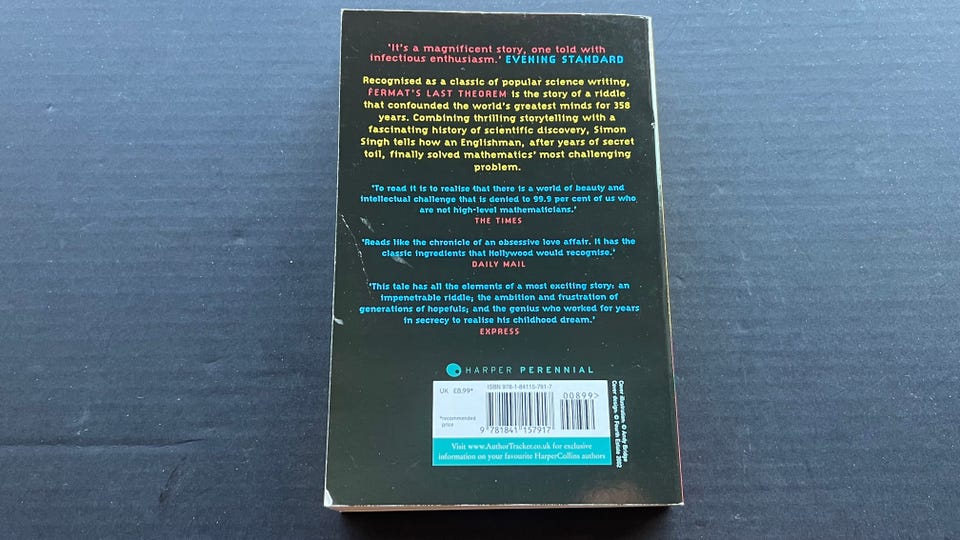 'It's a magnificent story, one told with
infectious enthusiasm.' EVENING STANDARD
Recognised as a classic of popular science writing,
FERMAT'S LAST THEOREM is the story of a riddle
that confounded the world's greatest minds for 358
years. Combining thrilling storytelling with a
fascinating history of scientific discovery, Simon
Singh tells how an Englishman, after years of secret
toil, finally solved mathematics' most challenging
problem.
'To read it is to realise that there is a world of beauty and
intellectual challenge that is denied to 99.9 per cent of us who
are not high-level mathematicians.'
THE TIMES
'Reads like the chronicle of an obsessive love affair. It has the
classic ingredients that Hollywood would recognise.'
DAILY MAIL
'This tale has all the elements of a most exciting story: an
impenetrable riddle; the ambition and frustration of
generations of hopefuls; and the genius who worked for years
in secrecy to realise his childhood dream.'
EXPRESS
HARPER PERENNIAL
UK £8.99*
ISBN 978-1-84115-791-7
00899>
*recommended
price
9 781841 157917
Visit www.AuthorTracker.co.uk for exclusive
information on your favourite HarperCollins authors
Cover illustration © Andy Bridge
Cover design © Fourth Estate 2002